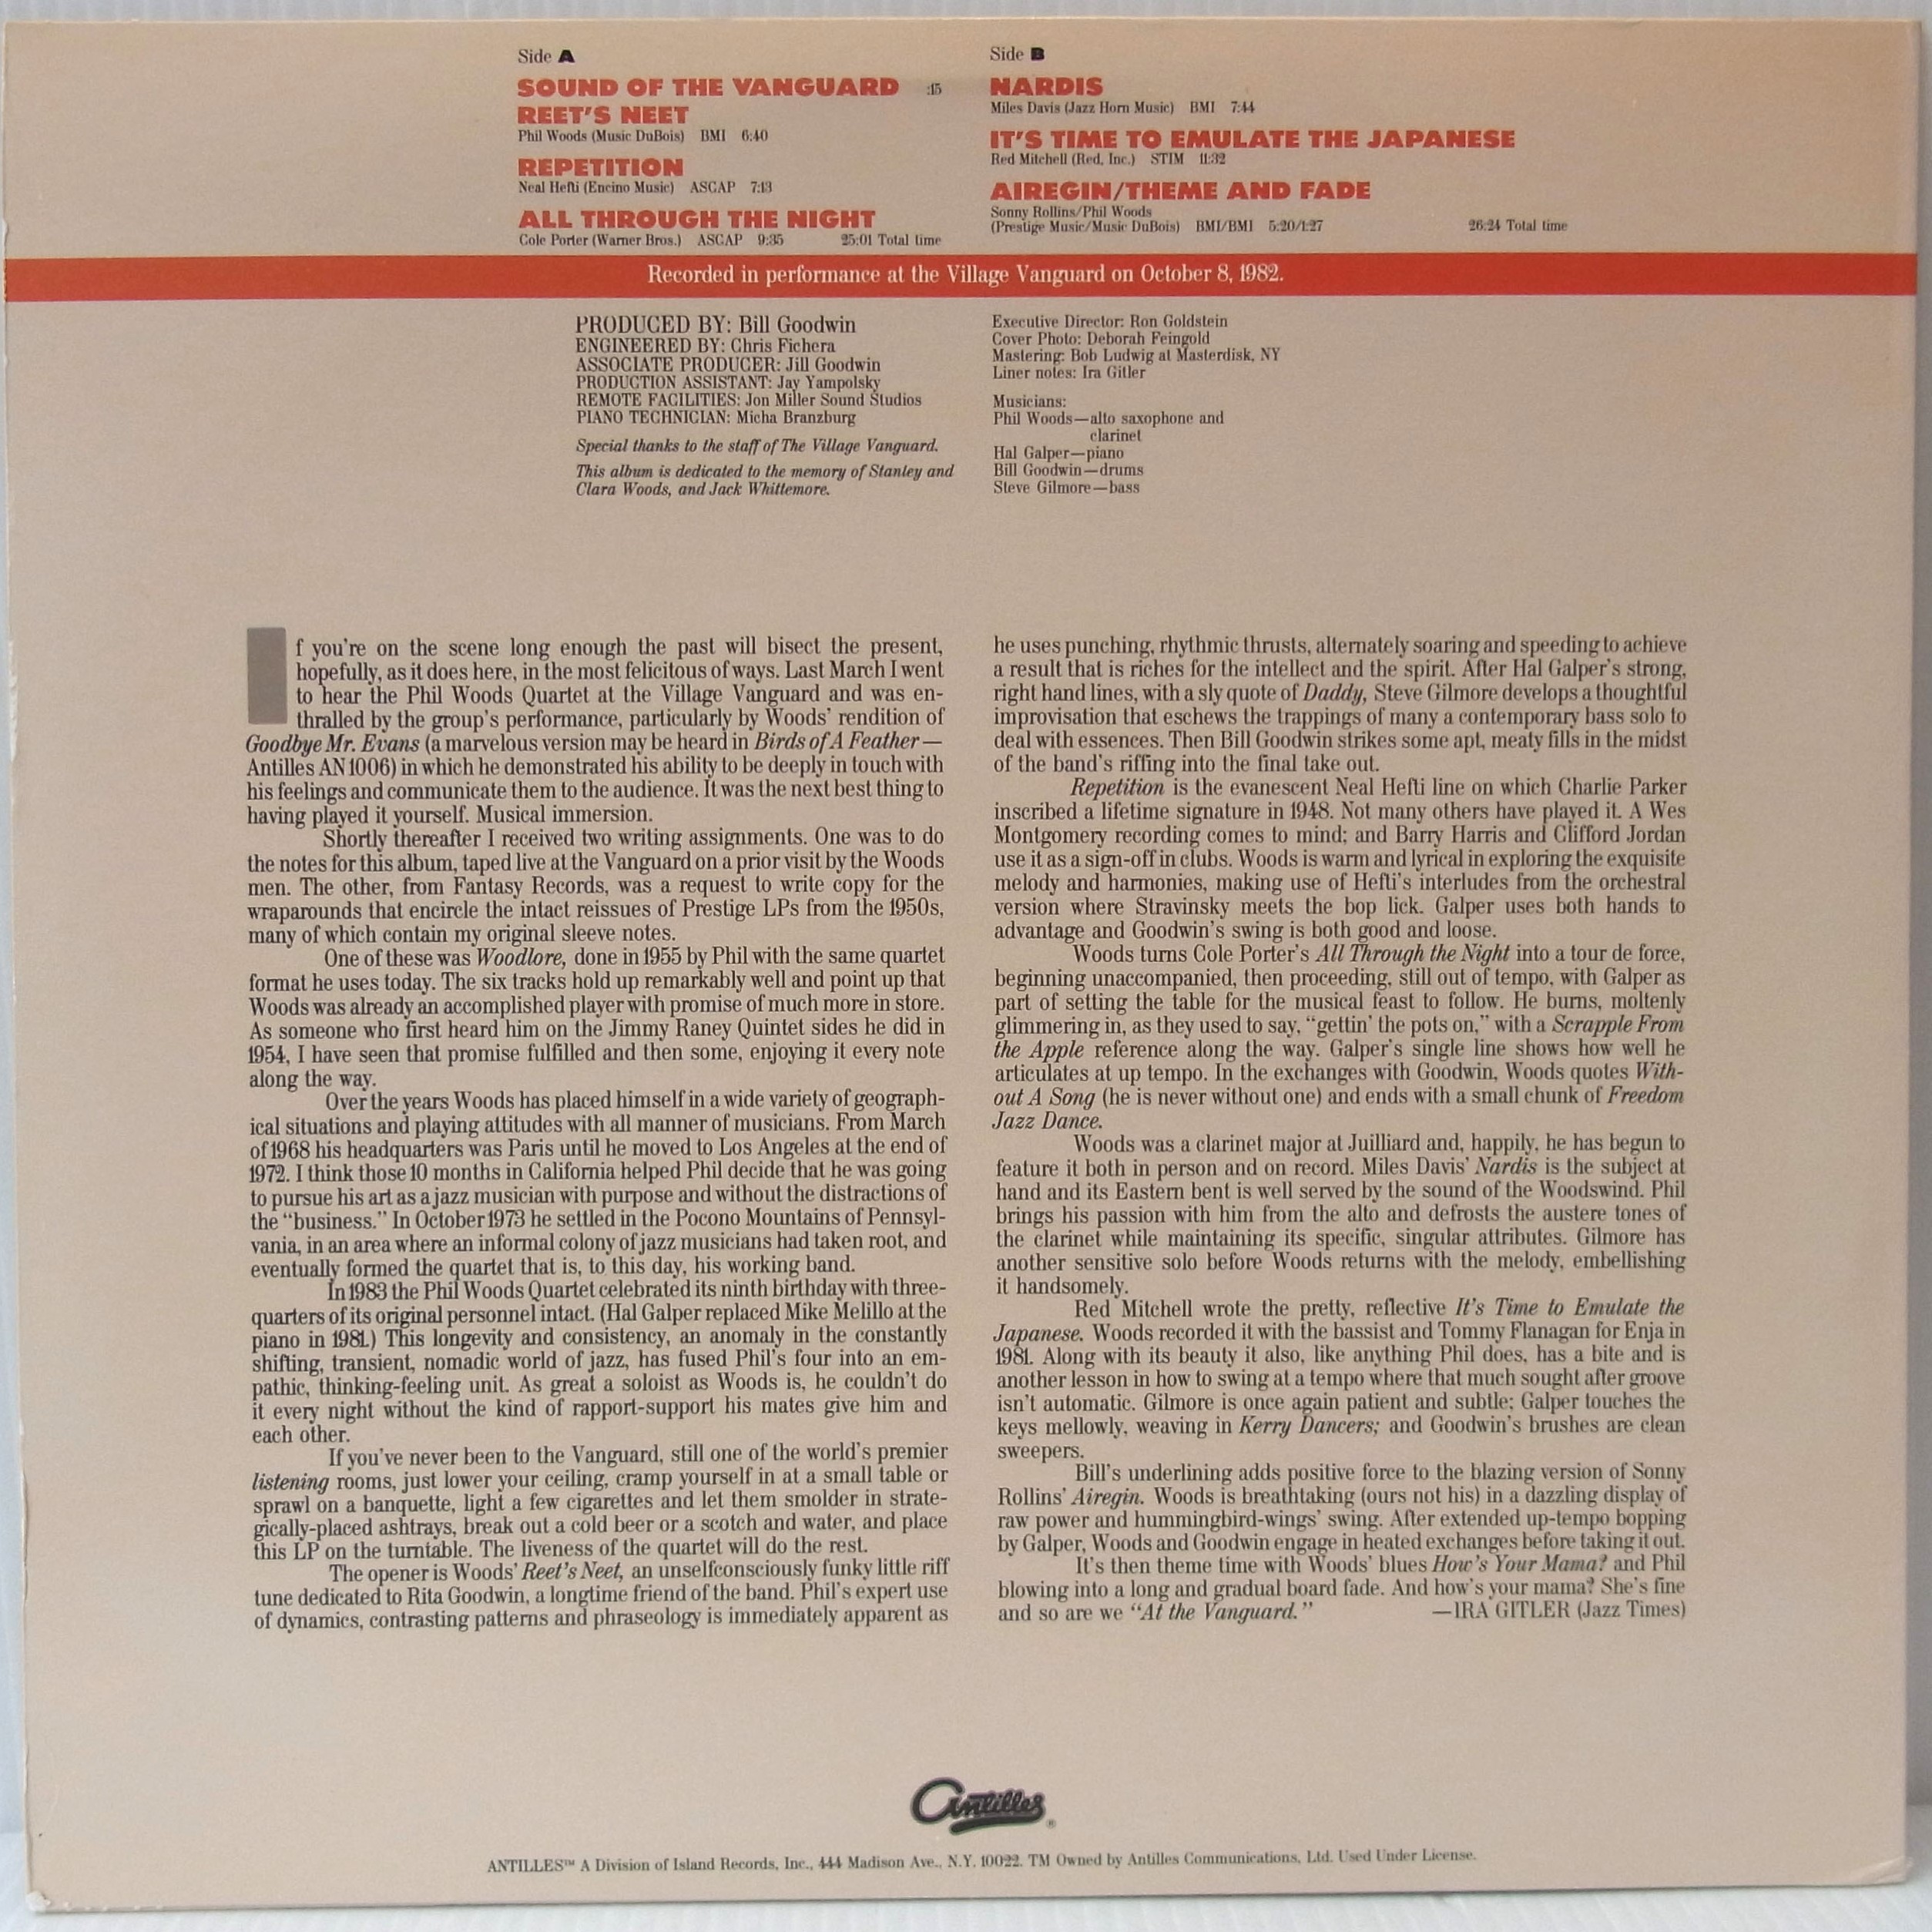 Side A
SOUND OF THE VANGUARD :15
REET'S NEET
Phil Woods (Music DuBois) BMI 6:40
REPETITION
Neal Hefti (Encino Music) ASCAP 7:13
ALL THROUGH THE NIGHT
Cole Porter (Warner Bros.) ASCAP 9:35 25:01 Total time
Side B
NARDIS
Miles Davis (Jazz Horn Music) BMI 7:44
IT'S TIME TO EMULATE THE JAPANESE
Red Mitchell (Red, Inc.) STIM 11:32
AIREGIN/THEME AND FADE
Sonny Rollins/Phil Woods
(Prestige Music/Music DuBois) BMI/BMI 5:20/1:27 26:24 Total time
Recorded in performance at the Village Vanguard on October 8, 1982.
PRODUCED BY: Bill Goodwin
ENGINEERED BY: Chris Fichera
ASSOCIATE PRODUCER: Jill Goodwin
PRODUCTION ASSISTANT: Jay Yampolsky
REMOTE FACILITIES: Jon Miller Sound Studios
PIANO TECHNICIAN: Micha Branzburg
Special thanks to the staff of The Village Vanguard.
This album is dedicated to the memory of Stanley and
Clara Woods, and Jack Whittemore.
Executive Director: Ron Goldstein
Cover Photo: Deborah Feingold
Mastering: Bob Ludwig at Masterdisk, NY
Liner notes: Ira Gitler
Musicians:
Phil Woods—alto saxophone and
clarinet
Hal Galper—piano
Bill Goodwin—drums
Steve Gilmore—bass
If you're on the scene long enough the past will bisect the present,
hopefully, as it does here, in the most felicitous of ways. Last March I went
to hear the Phil Woods Quartet at the Village Vanguard and was en-
thralled by the group's performance, particularly by Woods' rendition of
Goodbye Mr. Evans (a marvelous version may be heard in Birds of A Feather—
Antilles AN 1006) in which he demonstrated his ability to be deeply in touch with
his feelings and communicate them to the audience. It was the next best thing to
having played it yourself. Musical immersion.
Shortly thereafter I received two writing assignments. One was to do
the notes for this album, taped live at the Vanguard on a prior visit by the Woods
men. The other, from Fantasy Records, was a request to write copy for the
wraparounds that encircle the intact reissues of Prestige LPs from the 1950s,
many of which contain my original sleeve notes.
One of these was Woodlore, done in 1955 by Phil with the same quartet
format he uses today. The six tracks hold up remarkably well and point up that
Woods was already an accomplished player with promise of much more in store.
As someone who first heard him on the Jimmy Raney Quintet sides he did in
1954, I have seen that promise fulfilled and then some, enjoying it every note
along the way.
Over the years Woods has placed himself in a wide variety of geograph-
ical situations and playing attitudes with all manner of musicians. From March
of 1968 his headquarters was Paris until he moved to Los Angeles at the end of
1972. I think those 10 months in California helped Phil decide that he was going
to pursue his art as a jazz musician with purpose and without the distractions of
the "business." In October 1973 he settled in the Pocono Mountains of Pennsyl-
vania, in an area where an informal colony of jazz musicians had taken root, and
eventually formed the quartet that is, to this day, his working band.
In 1983 the Phil Woods Quartet celebrated its ninth birthday with three-
quarters of its original personnel intact. (Hal Galper replaced Mike Melillo at the
piano in 1981.) This longevity and consistency, an anomaly in the constantly
shifting, transient, nomadic world of jazz, has fused Phil's four into an em-
pathic, thinking-feeling unit. As great a soloist as Woods is, he couldn't do
it every night without the kind of rapport-support his mates give him and
each other.
If you've never been to the Vanguard, still one of the world's premier
listening rooms, just lower your ceiling, cramp yourself in at a small table or
sprawl on a banquette, light a few cigarettes and let them smolder in strate-
gically-placed ashtrays, break out a cold beer or a scotch and water, and place
this LP on the turntable. The liveness of the quartet will do the rest.
The opener is Woods' Reet's Neet, an unselfconsciously funky little riff
tune dedicated to Rita Goodwin, a longtime friend of the band. Phil's expert use
of dynamics, contrasting patterns and phraseology is immediately apparent as
he uses punching, rhythmic thrusts, alternately soaring and speeding to achieve
a result that is riches for the intellect and the spirit. After Hal Galper's strong,
right hand lines, with a sly quote of Daddy, Steve Gilmore develops a thoughtful
improvisation that eschews the trappings of many a contemporary bass solo to
deal with essences. Then Bill Goodwin strikes some apt, meaty fills in the midst
of the band's riffing into the final take out.
Repetition is the evanescent Neal Hefti line on which Charlie Parker
inscribed a lifetime signature in 1948. Not many others have played it. A Wes
Montgomery recording comes to mind; and Barry Harris and Clifford Jordan
use it as a sign-off in clubs. Woods is warm and lyrical in exploring the exquisite
melody and harmonies, making use of Hefti's interludes from the orchestral
version where Stravinsky meets the bop lick. Galper uses both hands to
advantage and Goodwin's swing is both good and loose.
Woods turns Cole Porter's All Through the Night into a tour de force,
beginning unaccompanied, then proceeding, still out of tempo, with Galper as
part of setting the table for the musical feast to follow. He burns, moltenly
glimmering in, as they used to say, "gettin' the pots on," with a Scrapple From
the Apple reference along the way. Galper's single line shows how well he
articulates at up tempo. In the exchanges with Goodwin, Woods quotes With-
out A Song (he is never without one) and ends with a small chunk of Freedom
Jazz Dance.
Woods was a clarinet major at Juilliard and, happily, he has begun to
feature it both in person and on record. Miles Davis' Nardis is the subject at
hand and its Eastern bent is well served by the sound of the Woodswind. Phil
brings his passion with him from the alto and defrosts the austere tones of
the clarinet while maintaining its specific, singular attributes. Gilmore has
another sensitive solo before Woods returns with the melody, embellishing
it handsomely.
Red Mitchell wrote the pretty, reflective It's Time to Emulate the
Japanese. Woods recorded it with the bassist and Tommy Flanagan for Enja in
1981. Along with its beauty it also, like anything Phil does, has a bite and is
another lesson in how to swing at a tempo where that much sought after groove
isn't automatic. Gilmore is once again patient and subtle; Galper touches the
keys mellowly, weaving in Kerry Dancers; and Goodwin's brushes are clean
sweepers.
Bill's underlining adds positive force to the blazing version of Sonny
Rollins' Airegin. Woods is breathtaking (ours not his) in a dazzling display of
raw power and hummingbird-wings' swing. After extended up-tempo bopping
by Galper, Woods and Goodwin engage in heated exchanges before taking it out.
It's then theme time with Woods' blues How's Your Mama? and Phil
blowing into a long and gradual board fade. And how's your mama? She's fine
and so are we "At the Vanguard." —IRA GITLER (Jazz Times)
antilles®
ANTILLES™ A Division of Island Records, Inc., 444 Madison Ave., N.Y. 10022. TM Owned by Antilles Communications, Ltd. Used Under License.